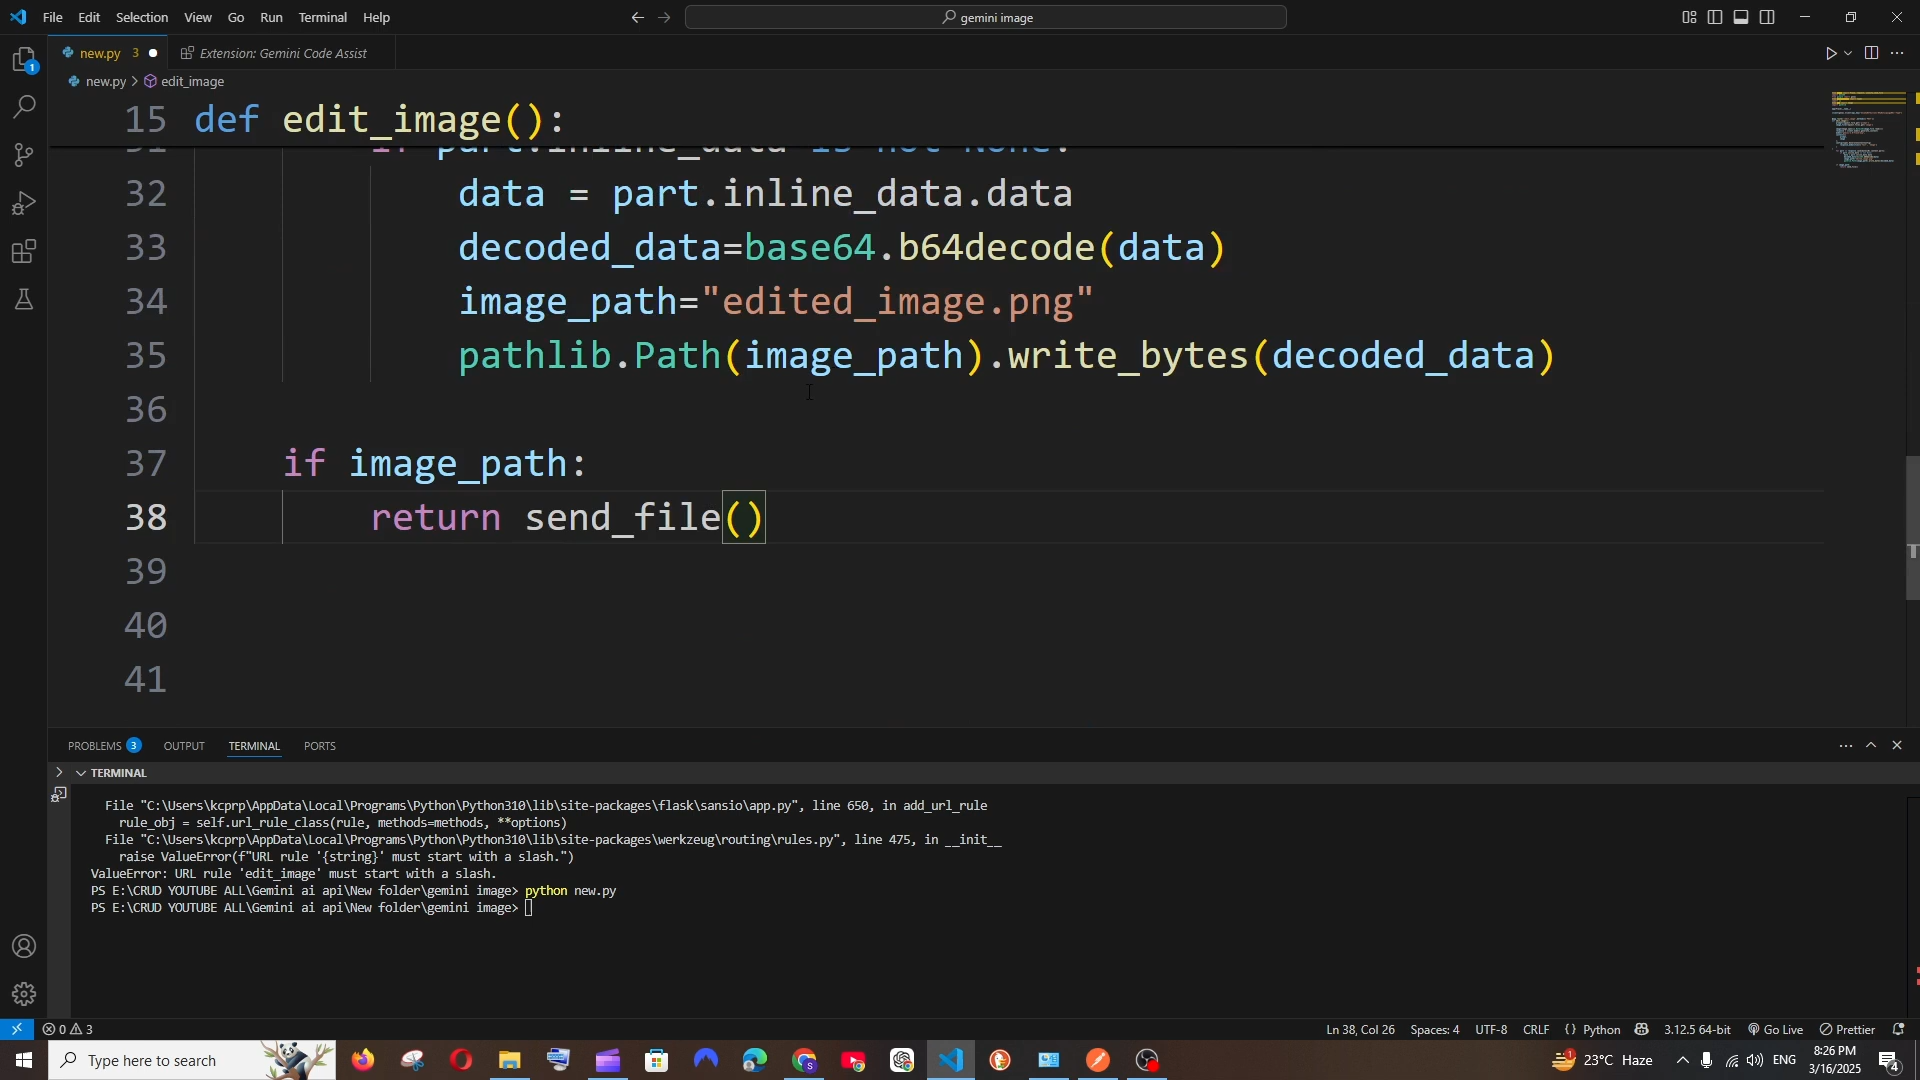 File Edit Selection View Go Run Terminal Help
gemini image
new.py 3
Extension: Gemini Code Assist
new.py > edit_image
15 def edit_image():
31 if part.inline_data is not None:
32 data = part.inline_data.data
33 decoded_data=base64.b64decode(data)
34 image_path="edited_image.png"
35 pathlib.Path(image_path).write_bytes(decoded_data)
36
37 if image_path:
38 return send_file()
39
40
41
PROBLEMS 3 OUTPUT TERMINAL PORTS
TERMINAL
File "C:\Users\kcprp\AppData\Local\Programs\Python\Python310\lib\site-packages\flask\sansio\app.py", line 650, in add_url_rule
rule_obj = self.url_rule_class(rule, methods=methods, **options)
File "C:\Users\kcprp\AppData\Local\Programs\Python\Python310\lib\site-packages\werkzeug\routing\rules.py", line 475, in __init__
raise ValueError(f"URL rule '{string}' must start with a slash.")
ValueError: URL rule 'edit_image' must start with a slash.
PS E:\CRUD YOUTUBE ALL\Gemini ai api\New folder\gemini image> python new.py
PS E:\CRUD YOUTUBE ALL\Gemini ai api\New folder\gemini image>
0 3
Ln 38, Col 26 Spaces: 4 UTF-8 CRLF {} Python 3.12.5 64-bit Go Live Prettier
Type here to search
23°C Haze
ENG
8:26 PM
3/16/2025
4